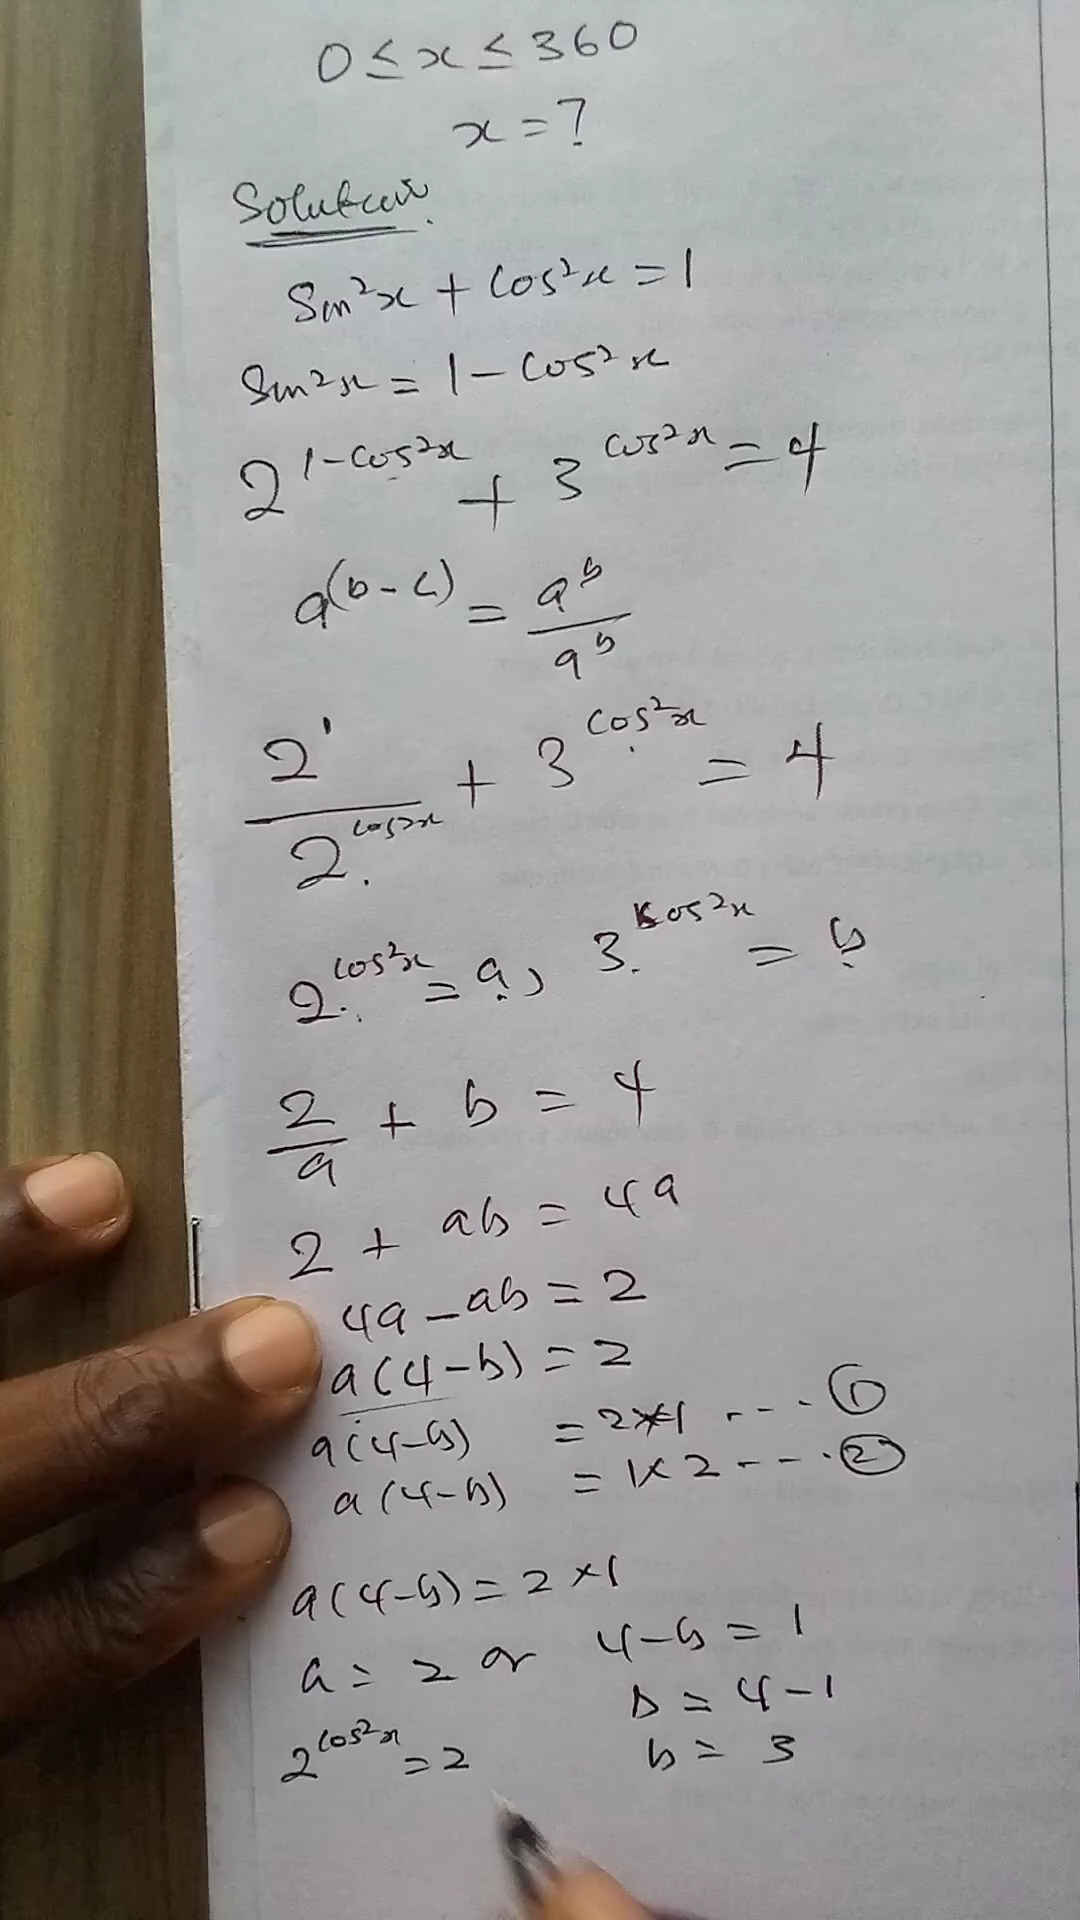 0 ≤ x ≤ 360
x = ?
Solution
Sin²x + Cos²x = 1
Sin²x = 1 - Cos²x
2^(1-cos²x) + 3^(cos²x) = 4
a^(b-c) = a^b / a^b
2^1 / 2^(cos²x) + 3^(cos²x) = 4
2^(cos²x) = a, 3^(cos²x) = b
2/a + b = 4
2 + ab = 4a
4a - ab = 2
a(4-b) = 2
a(4-b) = 2×1 ---- ①
a(4-b) = 1×2 ---- ②
a(4-b) = 2×1
a = 2 or 4-b = 1
b = 4-1
2^(cos²x) = 2 b = 3